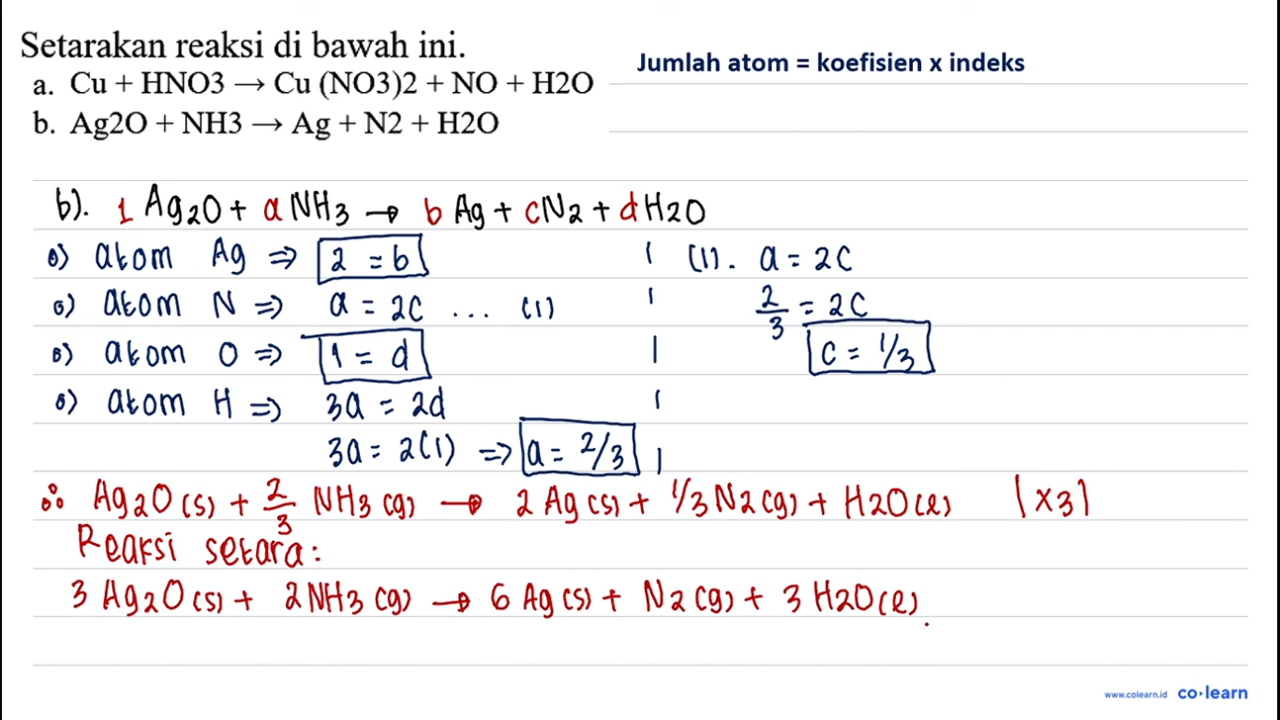 Setarakan reaksi di bawah ini.
Jumlah atom = koefisien x indeks
a. Cu + HNO3 → Cu (NO3)2 + NO + H2O
b. Ag2O + NH3 → Ag + N2 + H2O
b). 1 Ag2O + a NH3 → b Ag + c N2 + d H2O
atom Ag ⇒ 2 = b
atom N ⇒ a = 2c ... (1)
atom O ⇒ 1 = d
atom H ⇒ 3a = 2d
3a = 2(1) ⇒ a = 2/3
(1). a = 2c
2/3 = 2c
c = 1/3
∴ Ag2O (s) + 2/3 NH3 (g) → 2 Ag (s) + 1/3 N2 (g) + H2O (l) |x3|
Reaksi setara:
3 Ag2O (s) + 2 NH3 (g) → 6 Ag (s) + N2 (g) + 3 H2O (l)
www.colearn.id co·learn